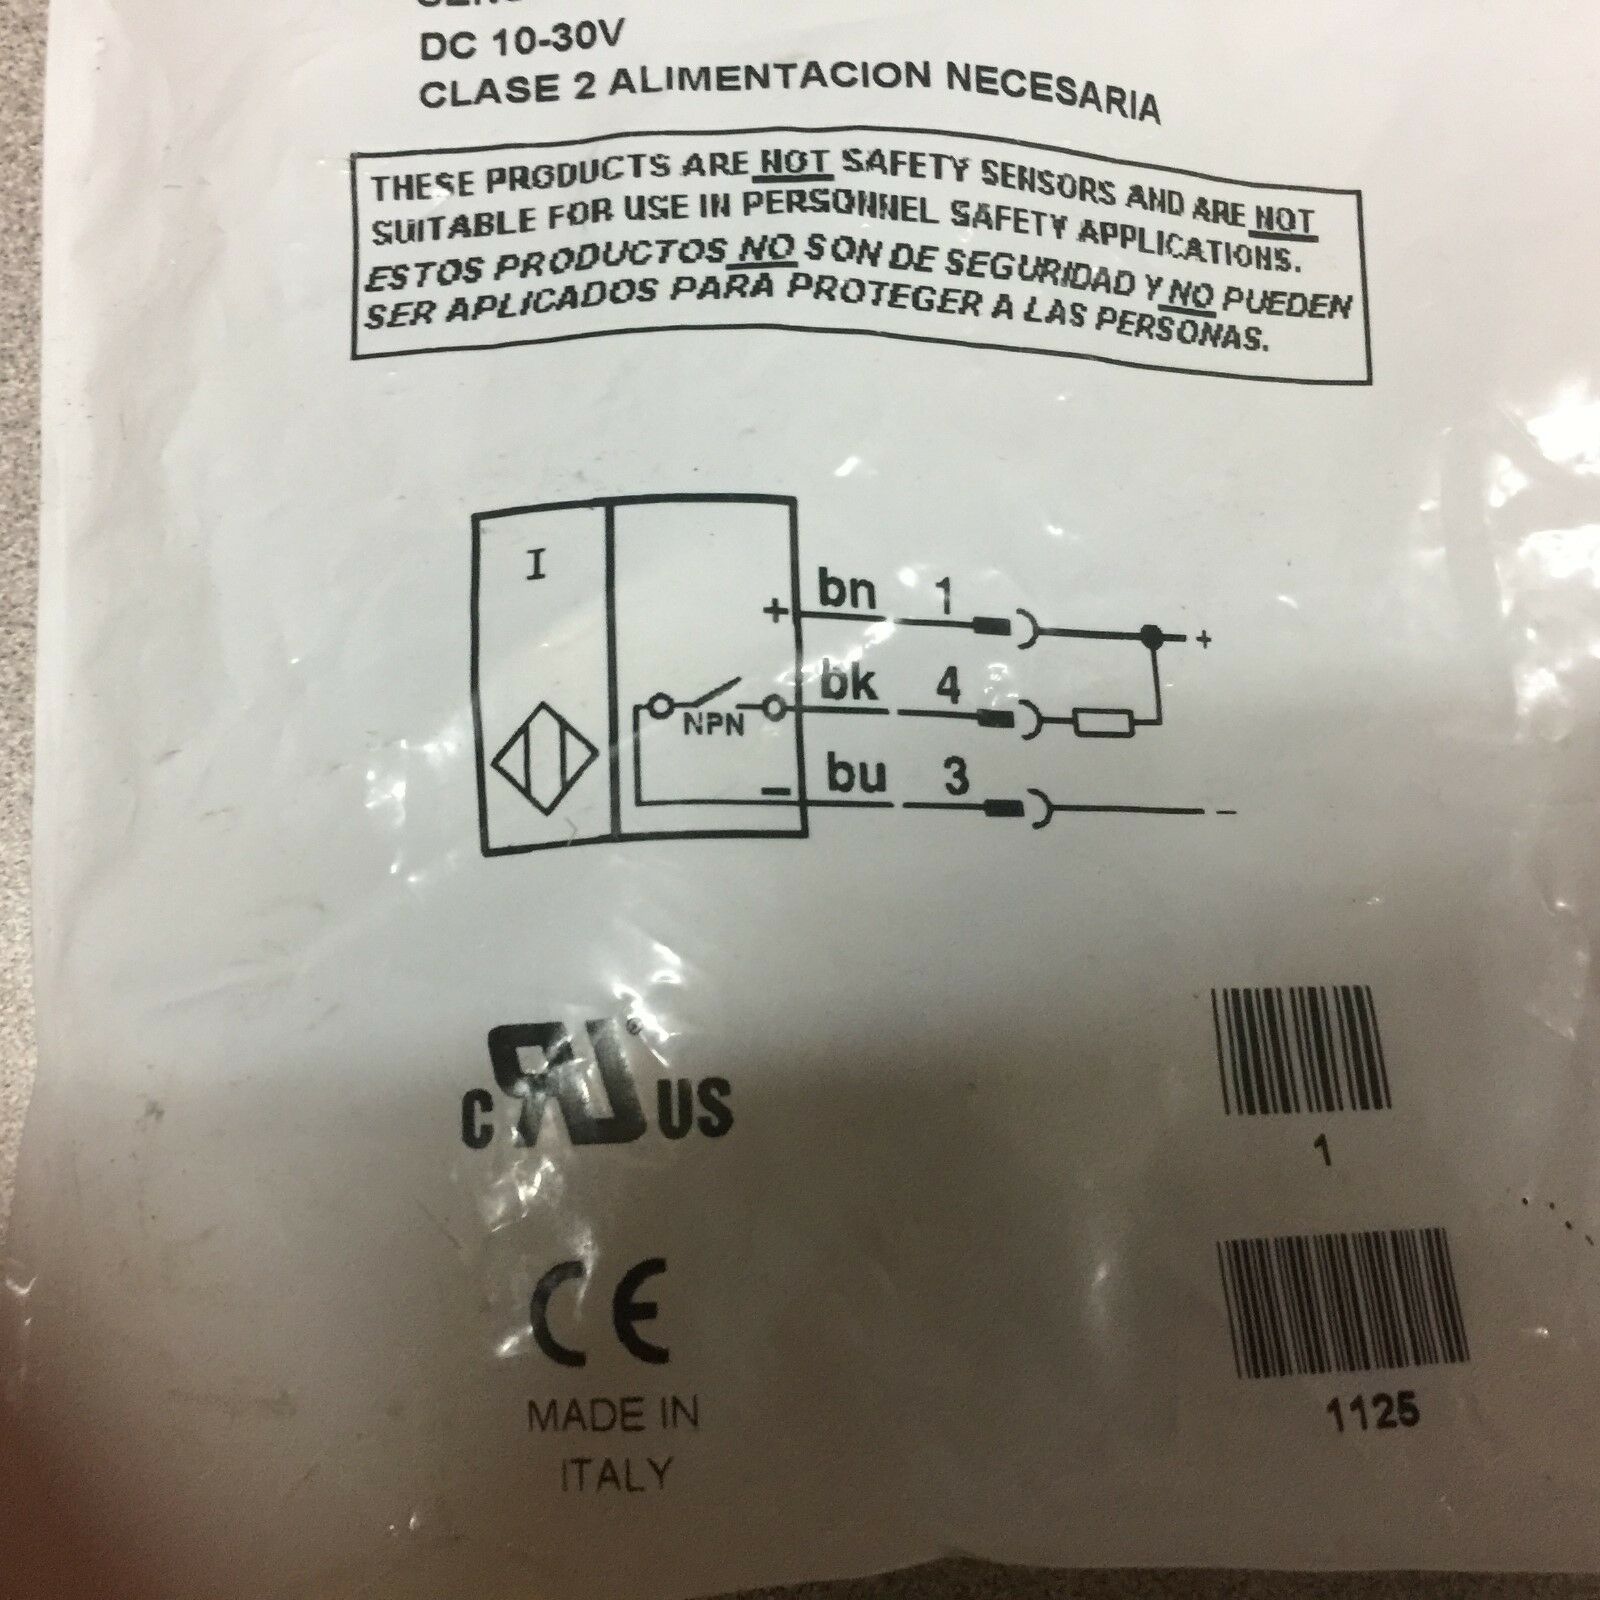 DC 10-30V
CLASE 2 ALIMENTACION NECESARIA
THESE PRODUCTS ARE NOT SAFETY SENSORS AND ARE NOT
SUITABLE FOR USE IN PERSONNEL SAFETY APPLICATIONS.
ESTOS PRODUCTOS NO SON DE SEGURIDAD Y NO PUEDEN
SER APLICADOS PARA PROTEGER A LAS PERSONAS.
I
+ bn 1 +
NPN bk 4
- bu 3 -
c RU ® US
1
CE
1125
MADE IN
ITALY